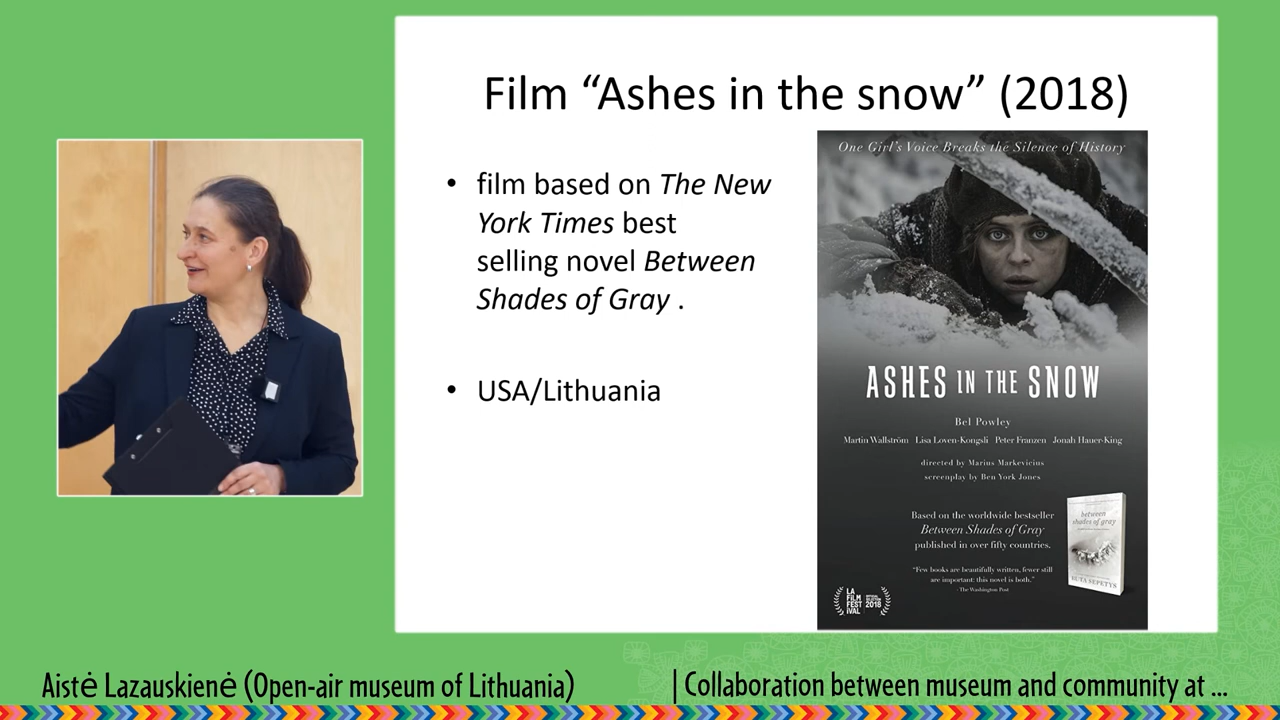 Film “Ashes in the snow” (2018)
• film based on The New
York Times best
selling novel Between
Shades of Gray .
• USA/Lithuania
One Girl's Voice Breaks the Silence of History
ASHES IN THE SNOW
Bel Powley
Martin Wallström Lisa Loven-Kongsli Peter Franzen Jonah Hauer-King
directed by Marius Markevicius
screenplay by Ben York Jones
Based on the worldwide bestseller
Between Shades of Gray
published in over fifty countries.
“Few books are beautifully written, fewer still
are important; this novel is both.”
- The Washington Post
between
shades of gray
RUTA SEPETYS
LA
FILM
FEST
IVAL
OFFICIAL
SELECTION
2018
Aistė Lazauskienė (Open-air museum of Lithuania)
| Collaboration between museum and community at ...